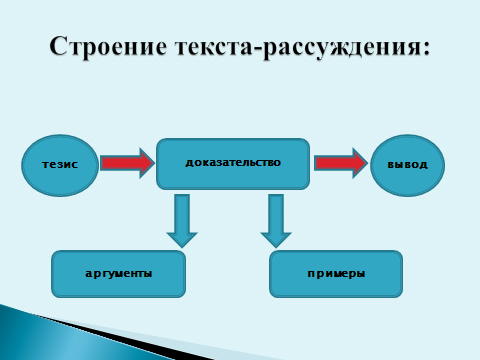 Строение текста-рассуждения:
тезис
доказательство
вывод
аргументы
примеры